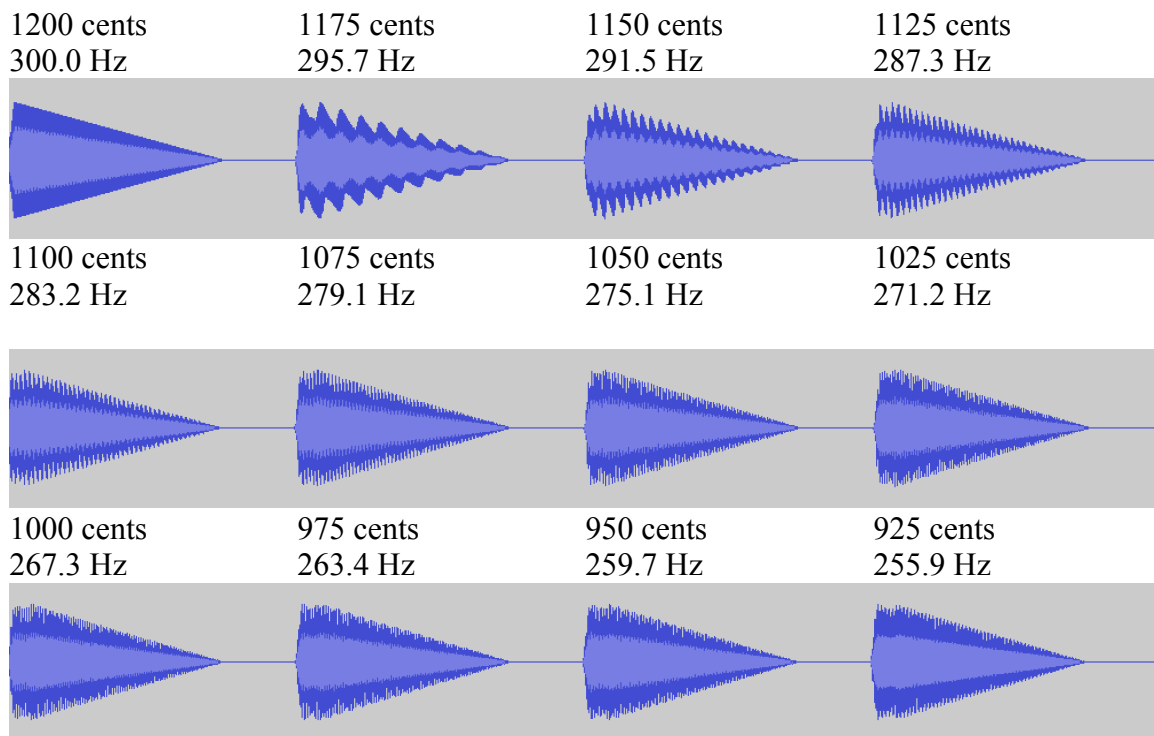 1200 cents 1175 cents 1150 cents 1125 cents
300.0 Hz 295.7 Hz 291.5 Hz 287.3 Hz
1100 cents 1075 cents 1050 cents 1025 cents
283.2 Hz 279.1 Hz 275.1 Hz 271.2 Hz
1000 cents 975 cents 950 cents 925 cents
267.3 Hz 263.4 Hz 259.7 Hz 255.9 Hz